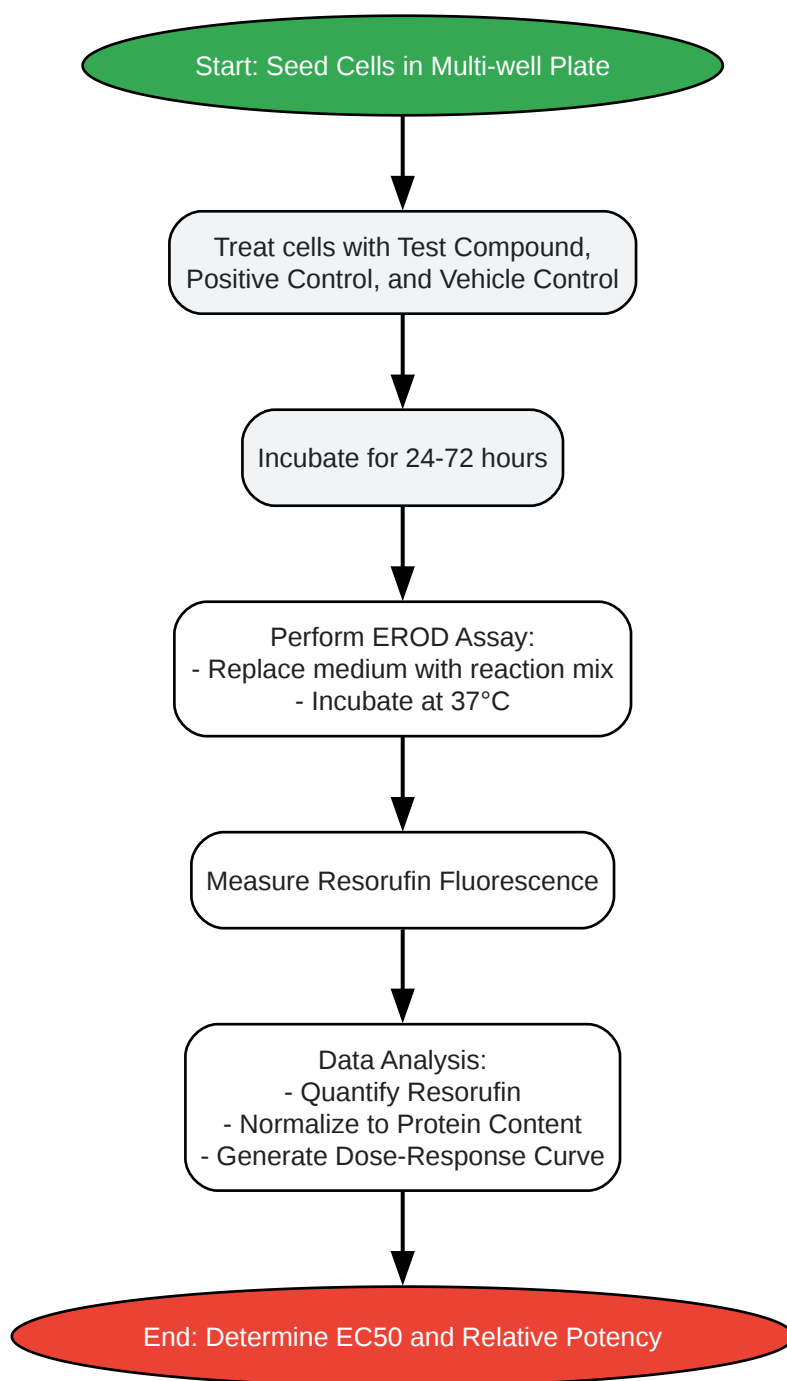 Start: Seed Cells in Multi-well Plate
Treat cells with Test Compound,
Positive Control, and Vehicle Control
Incubate for 24-72 hours
Perform EROD Assay:
- Replace medium with reaction mix
- Incubate at 37°C
Measure Resorufin Fluorescence
Data Analysis:
- Quantify Resorufin
- Normalize to Protein Content
- Generate Dose-Response Curve
End: Determine EC50 and Relative Potency